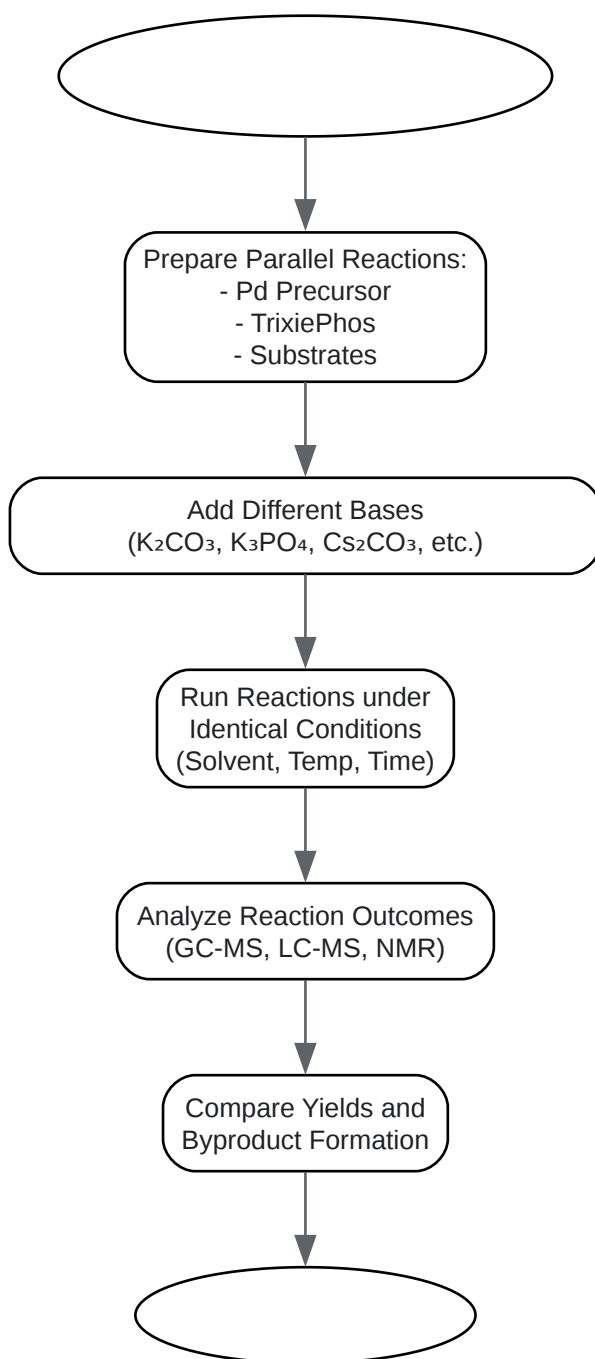 Prepare Parallel Reactions:
- Pd Precursor
- TrixiePhos
- Substrates
Add Different Bases
(K₂CO₃, K₃PO₄, Cs₂CO₃, etc.)
Run Reactions under
Identical Conditions
(Solvent, Temp, Time)
Analyze Reaction Outcomes
(GC-MS, LC-MS, NMR)
Compare Yields and
Byproduct Formation